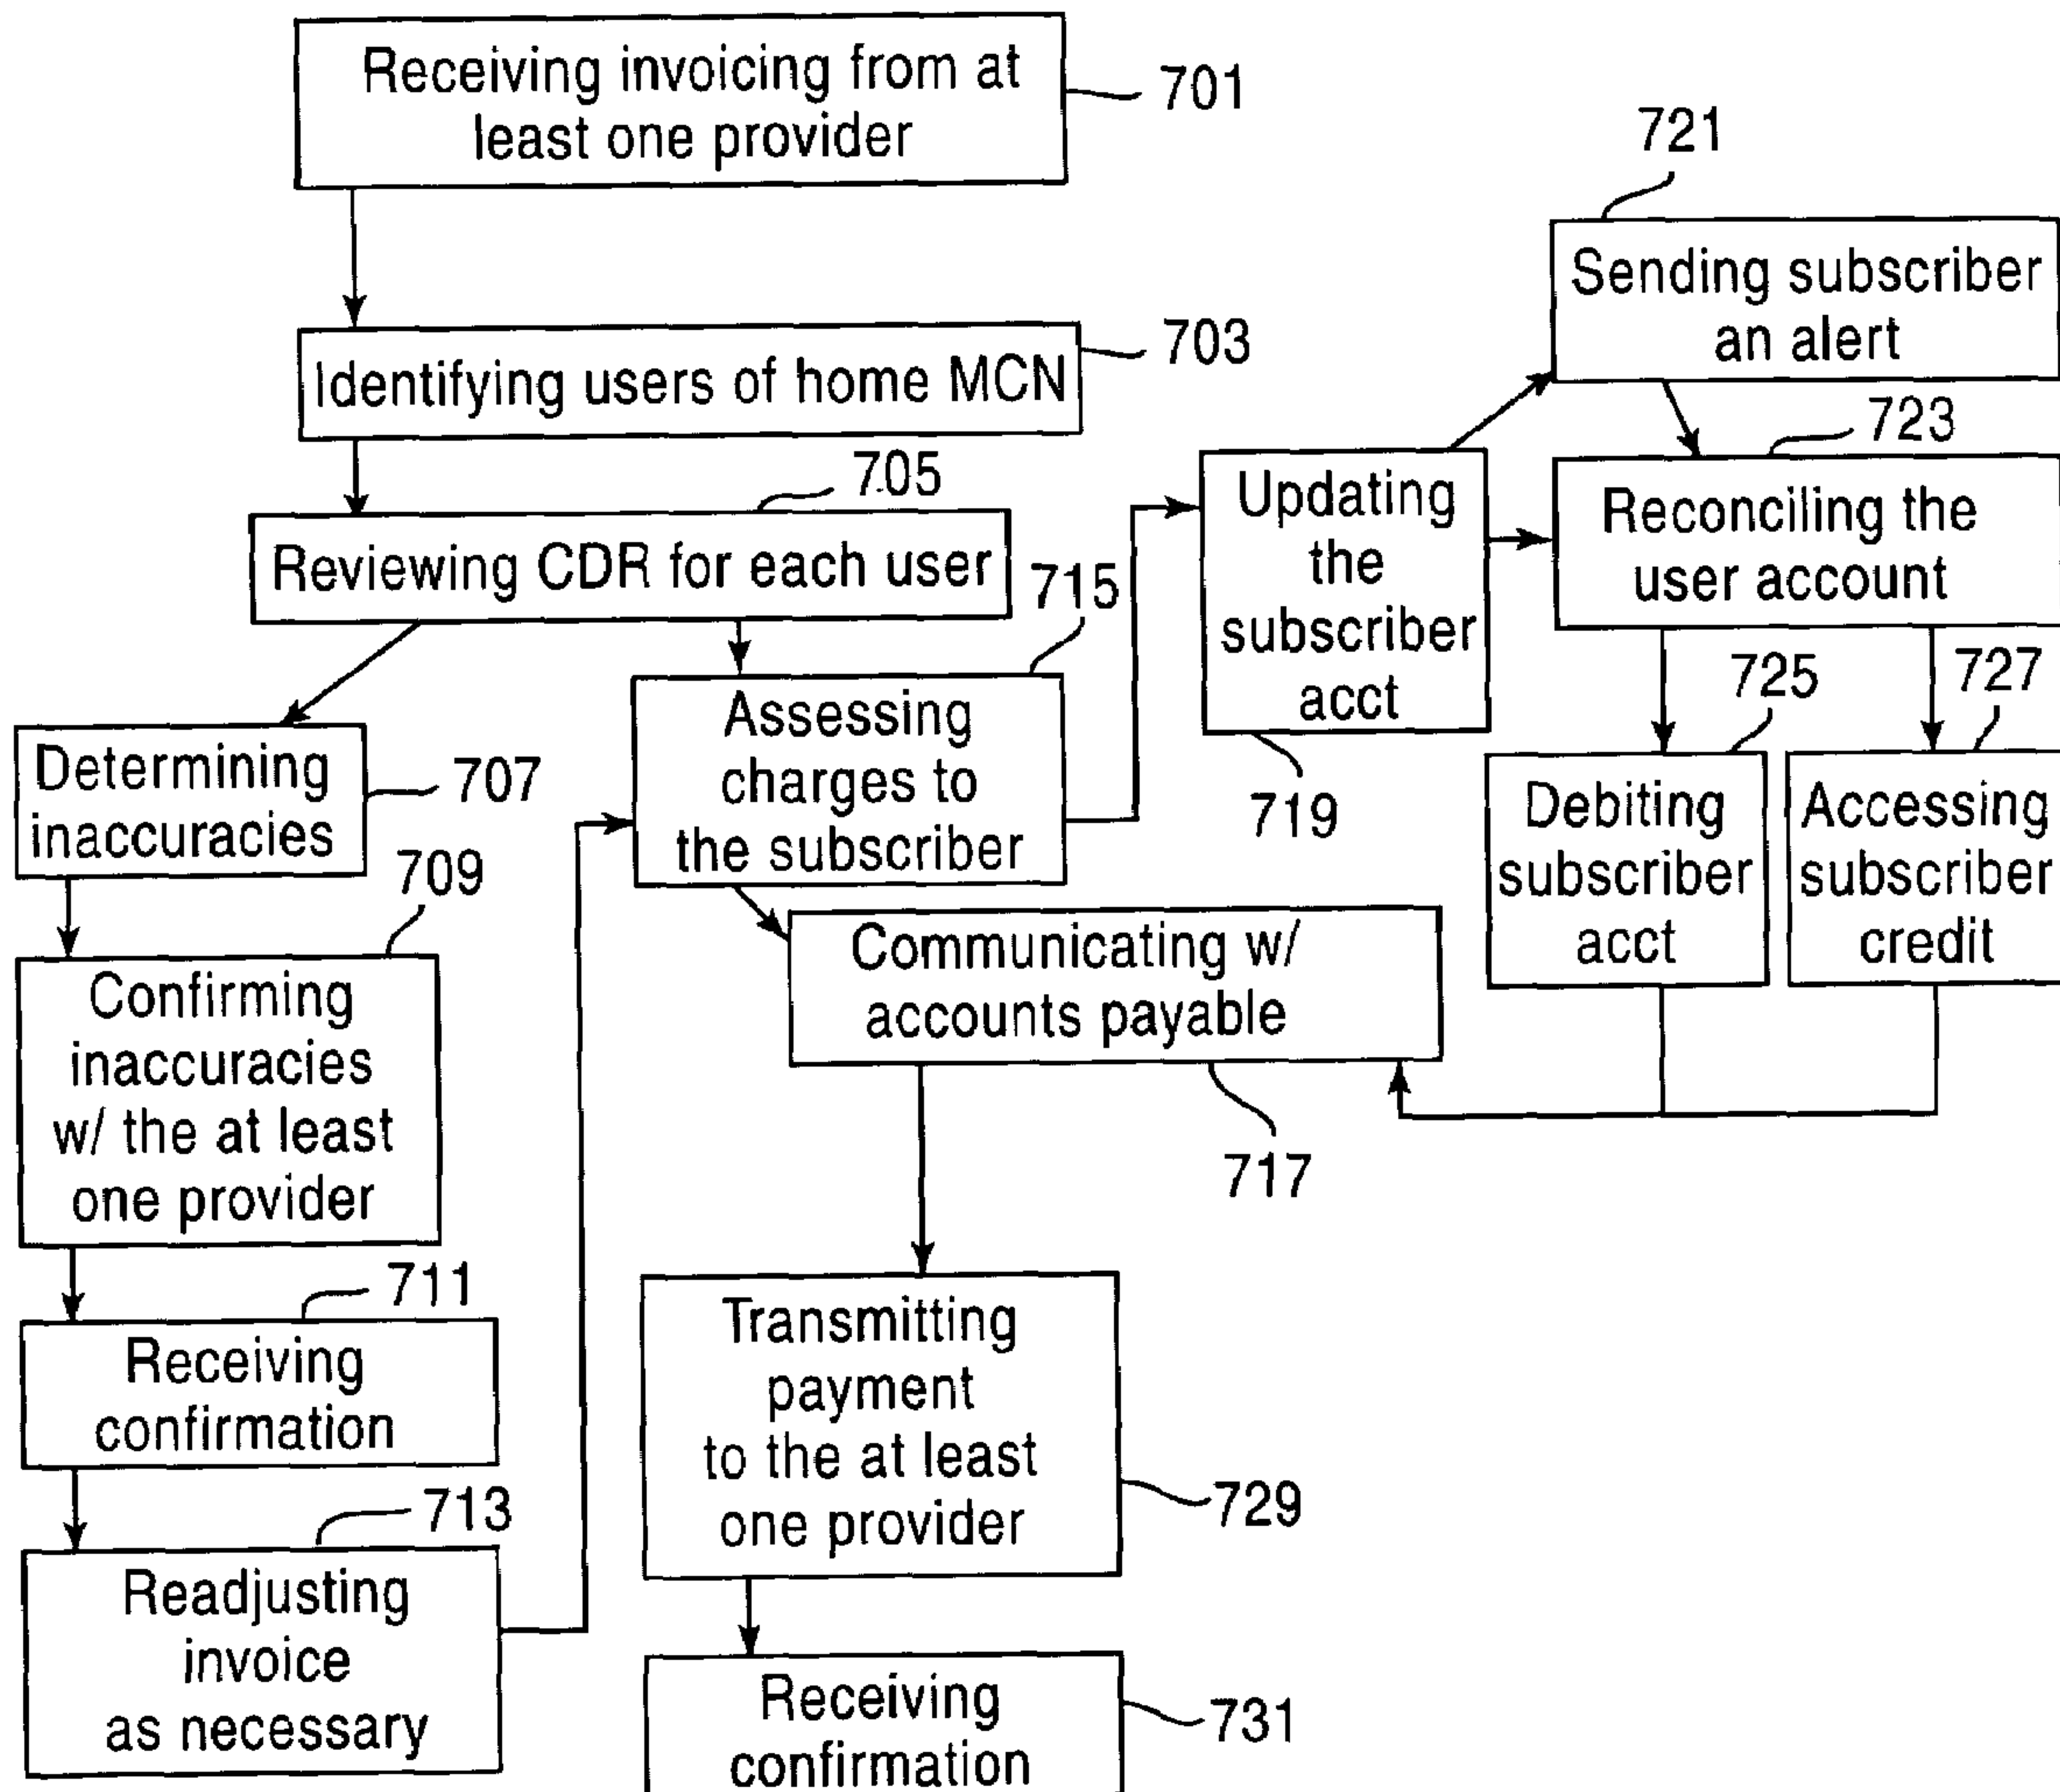 Receiving invoicing from at
least one provider
701
Identifying users of home MCN
703
Reviewing CDR for each user
705
Determining
inaccuracies
707
Confirming
inaccuracies
w/ the at least
one provider
709
Receiving
confirmation
711
Readjusting
invoice
as necessary
713
Assessing
charges to
the subscriber
715
Communicating w/
accounts payable
717
Updating
the
subscriber
acct
719
Sending subscriber
an alert
721
Reconciling the
user account
723
Debiting
subscriber
acct
725
Accessing
subscriber
credit
727
Transmitting
payment
to the at least
one provider
729
Receiving
confirmation
731